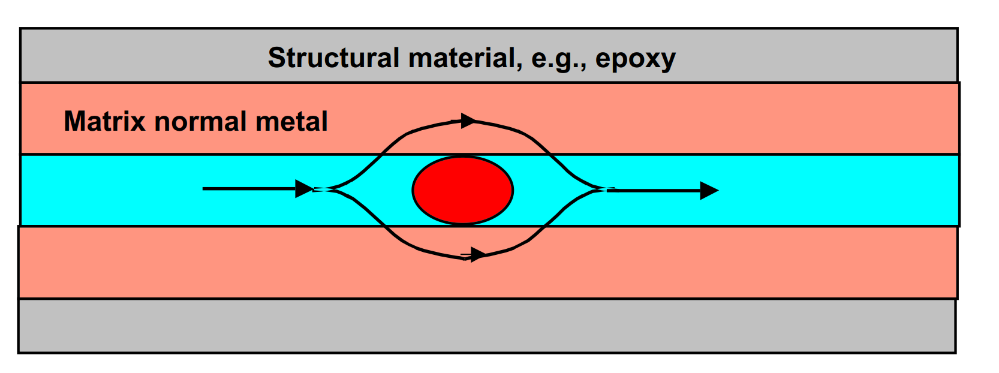 Structural material, e.g., epoxy
Matrix normal metal